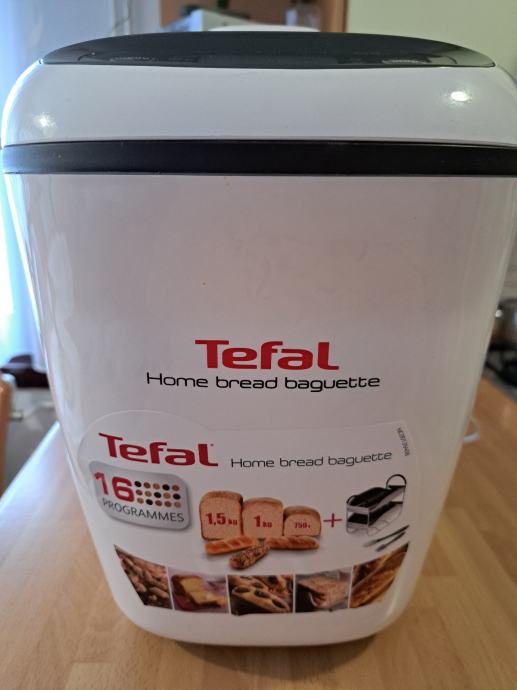 Tefal
Home bread baguette
Tefal Home bread baguette
16
PROGRAMMES
1,5 KG
1 KG
750 G
+